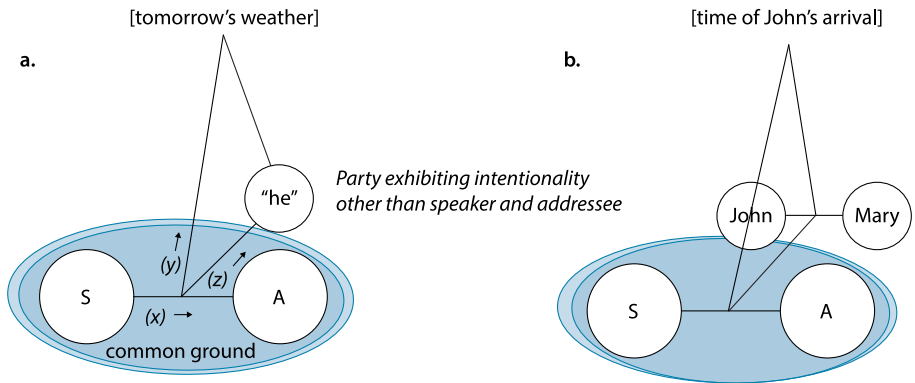 [tomorrow’s weather]
a.
“he”
(y)
(z)
S
A
(x)
common ground
Party exhibiting intentionality
other than speaker and addressee
[time of John’s arrival]
b.
John
Mary
S
A